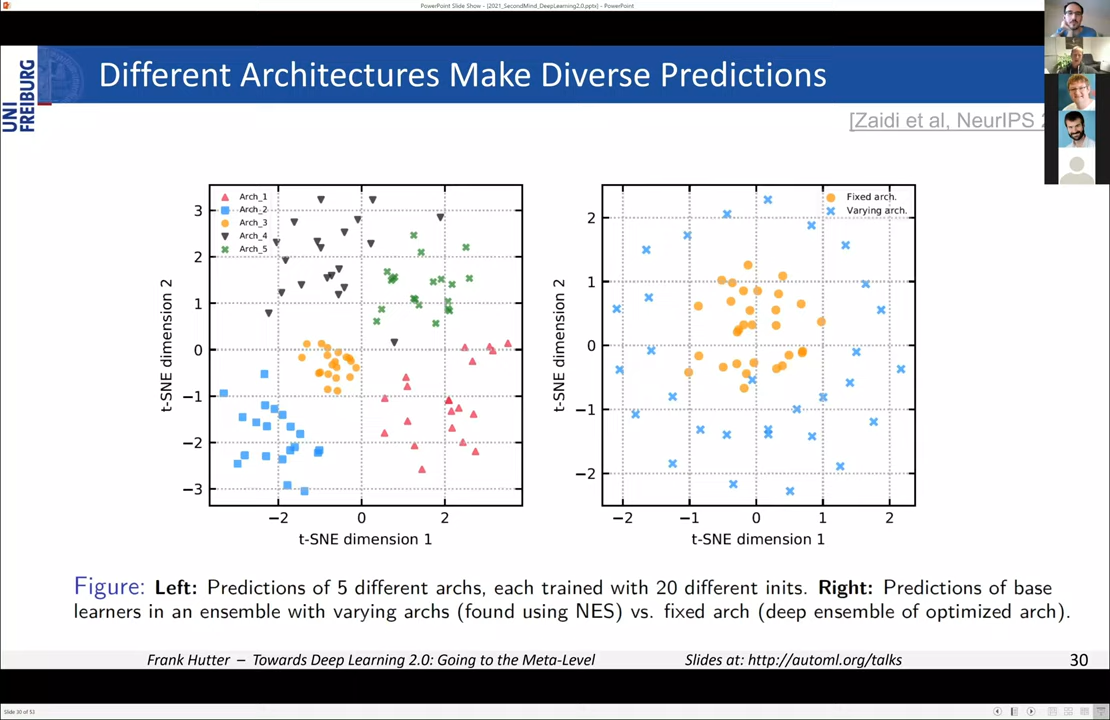 PowerPoint Slide Show - [2021_SecondMind_DeepLearning2.0.pptx] - PowerPoint
UNI
FREIBURG
Different Architectures Make Diverse Predictions
[Zaidi et al, NeurIPS
Arch_1
Arch_2
Arch_3
Arch_4
Arch_5
3
2
1
0
−1
−2
−3
t-SNE dimension 2
−2 0 2
t-SNE dimension 1
Fixed arch.
Varying arch.
2
1
0
−1
−2
t-SNE dimension 2
−2 −1 0 1 2
t-SNE dimension 1
Figure: Left: Predictions of 5 different archs, each trained with 20 different inits. Right: Predictions of base
learners in an ensemble with varying archs (found using NES) vs. fixed arch (deep ensemble of optimized arch).
Frank Hutter – Towards Deep Learning 2.0: Going to the Meta-Level Slides at: http://automl.org/talks 30
Slide 30 of 53